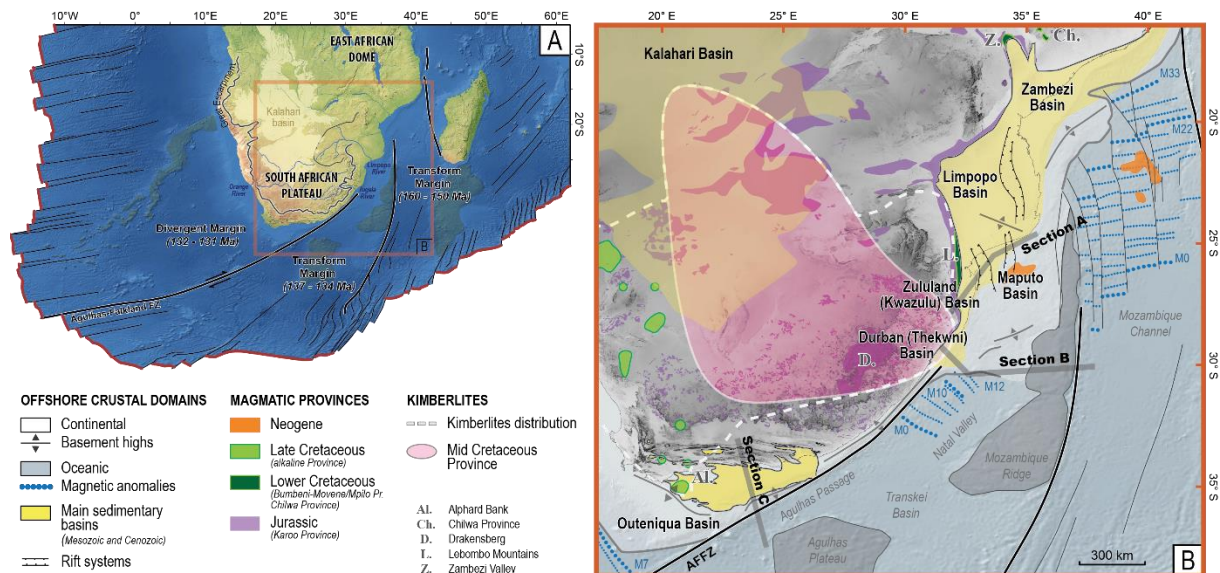 10°W
0°
10°E
20°E
30°E
40°E
50°E
60°E
A
10°S
20°S
30°S
EAST AFRICAN
DOME
Great Escarpment
Kalahari
basin
Orange
River
Limpopo
River
Tugela
River
SOUTH AFRICAN
PLATEAU
Transform
Margin
(160 - 150 Ma)
Divergent Margin
(132 - 131 Ma)
Transform
Margin
(137 - 134 Ma)
Agulhas Falkland FZ
B
OFFSHORE CRUSTAL DOMAINS
Continental
Basement highs
Oceanic
Magnetic anomalies
Main sedimentary
basins
(Mesozoic and Cenozoic)
Rift systems
MAGMATIC PROVINCES
Neogene
Late Cretaceous
(alkaline Province)
Lower Cretaceous
(Bumbeni-Movene/Mpilo Pr.
Chilwa Province)
Jurassic
(Karoo Province)
KIMBERLITES
Kimberlites distribution
Mid Cretaceous
Province
Al. Alphard Bank
Ch. Chilwa Province
D. Drakensberg
L. Lebombo Mountains
Z. Zambezi Valley
20°E
25°E
30°E
35°E
40°E
20°S
25°S
30°S
35°S
Kalahari Basin
Z.
Ch.
Zambezi
Basin
M33
M22
Limpopo
Basin
Section A
M0
L.
Maputo
Basin
Zululand
(Kwazulu) Basin
Mozambique
Channel
Durban (Thekwni)
Basin
D.
Section B
M12
M10
M0
Natal Valley
Mozambique
Ridge
Section C
Al.
Agulhas Passage
Transkei
Basin
Outeniqua Basin
Agulhas
Plateau
AFFZ
M7
300 km
B